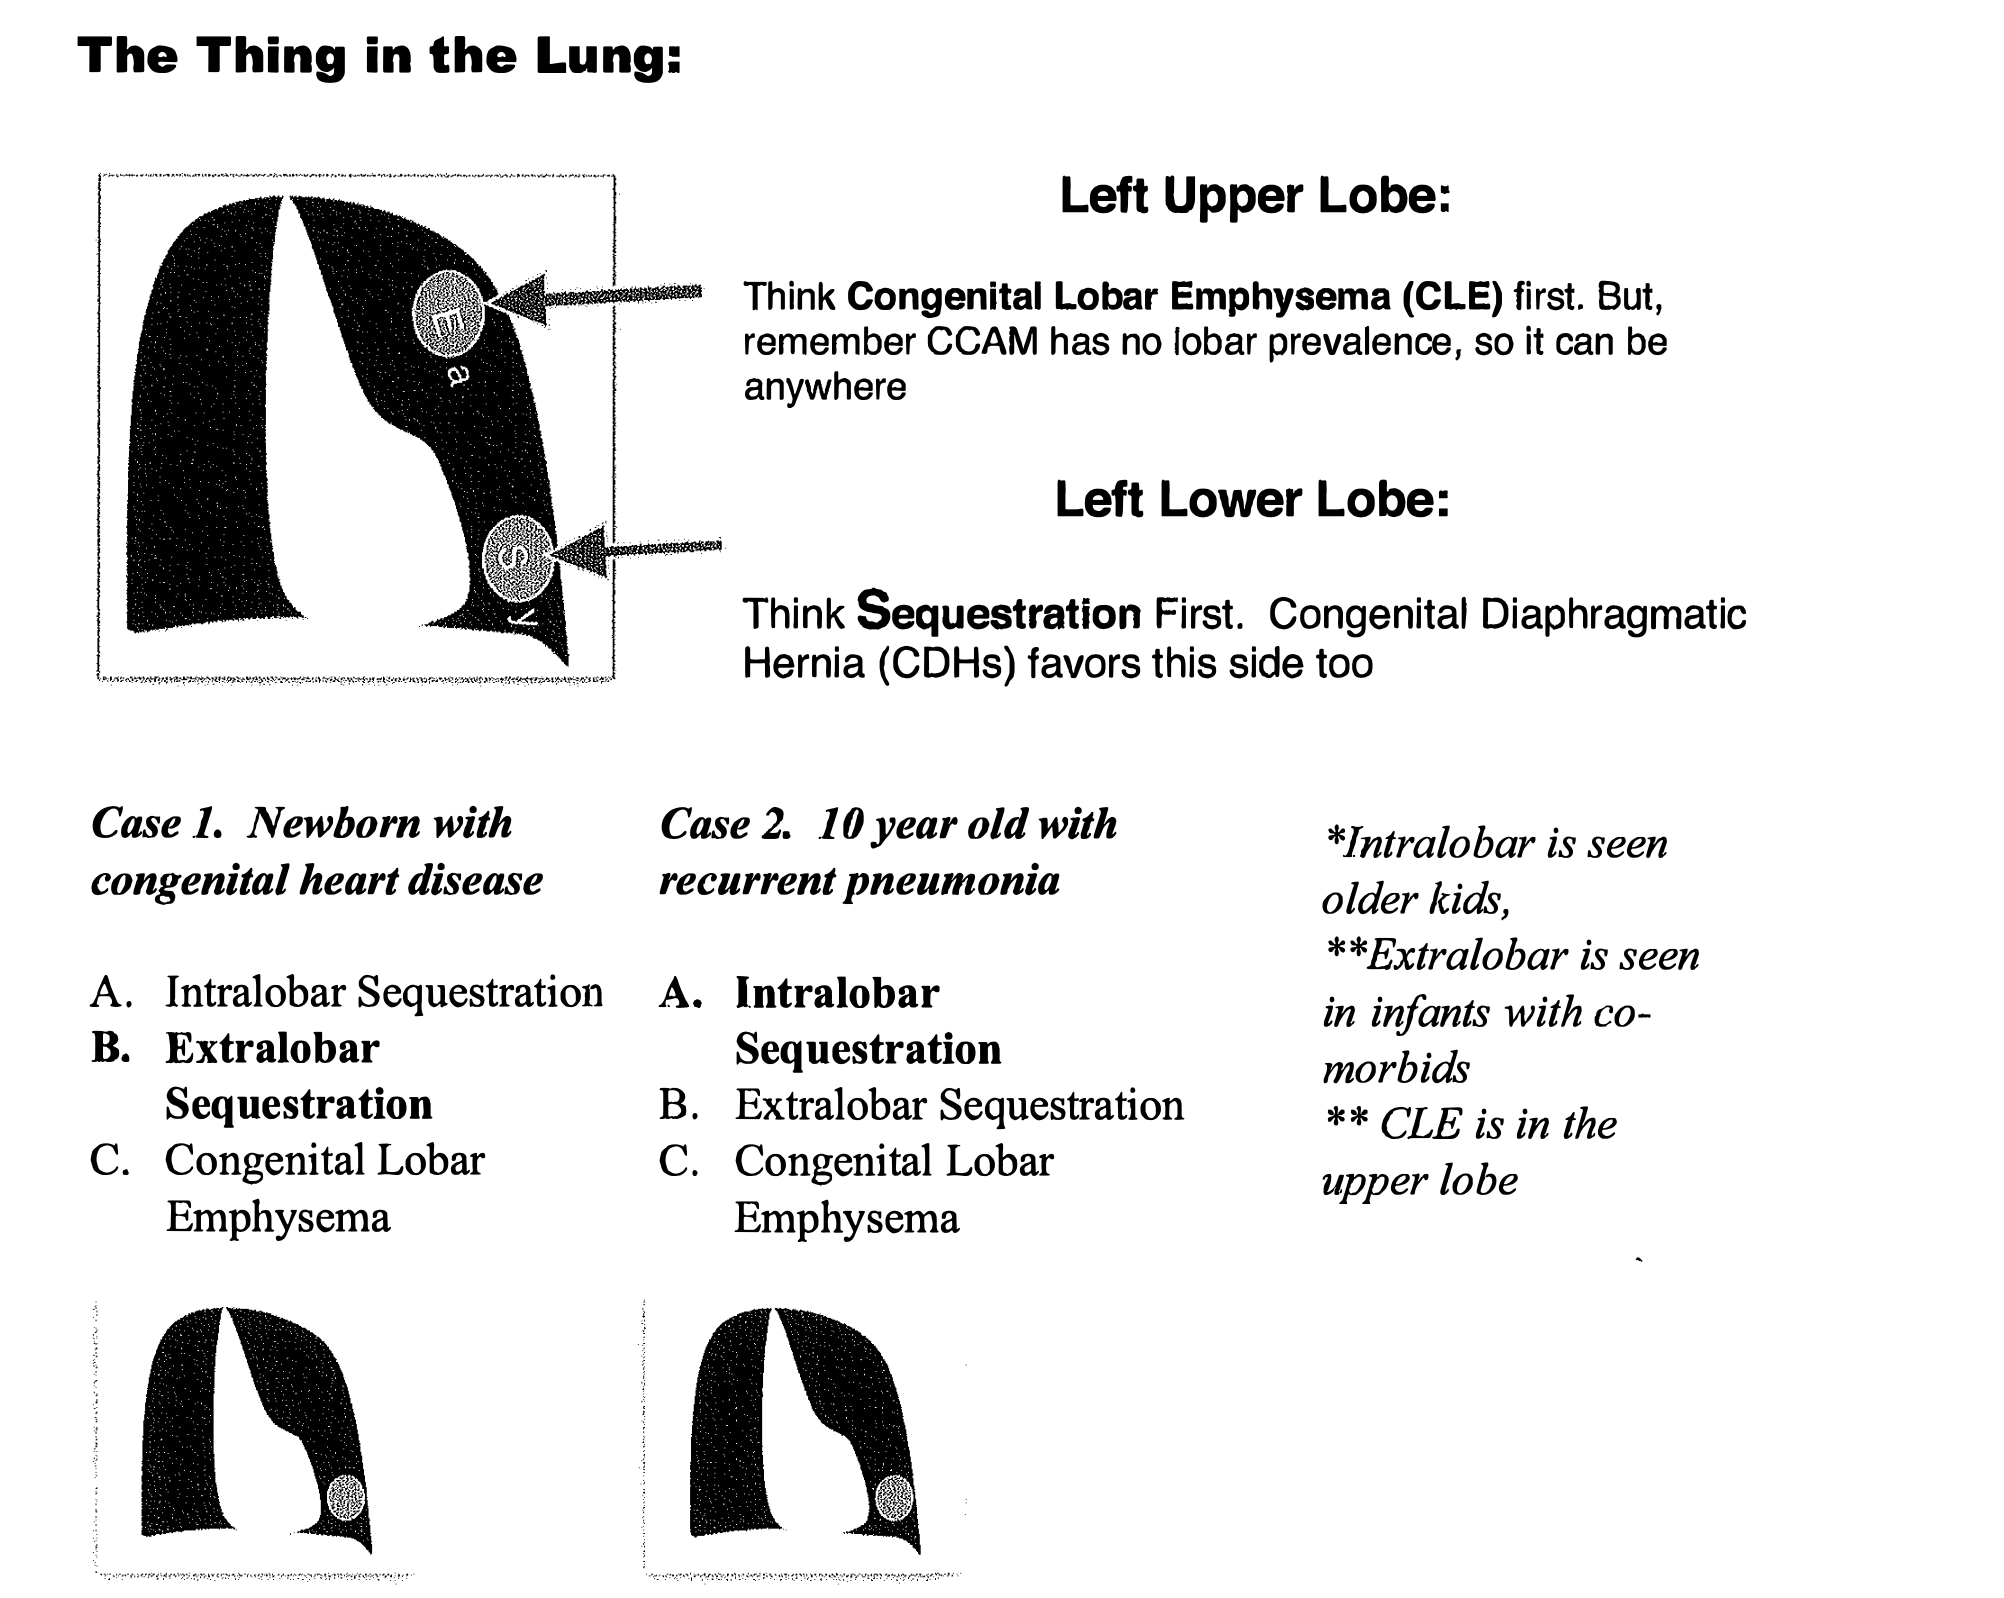 The Thing in the Lung:
E
a
S
y
Left Upper Lobe:
Think Congenital Lobar Emphysema (CLE) first. But,
remember CCAM has no lobar prevalence, so it can be
anywhere
Left Lower Lobe:
Think Sequestration First. Congenital Diaphragmatic
Hernia (CDHs) favors this side too
Case 1. Newborn with
congenital heart disease
A. Intralobar Sequestration
B. Extralobar
Sequestration
C. Congenital Lobar
Emphysema
Case 2. 10 year old with
recurrent pneumonia
A. Intralobar
Sequestration
B. Extralobar Sequestration
C. Congenital Lobar
Emphysema
*Intralobar is seen
older kids,
**Extralobar is seen
in infants with co-
morbids
** CLE is in the
upper lobe